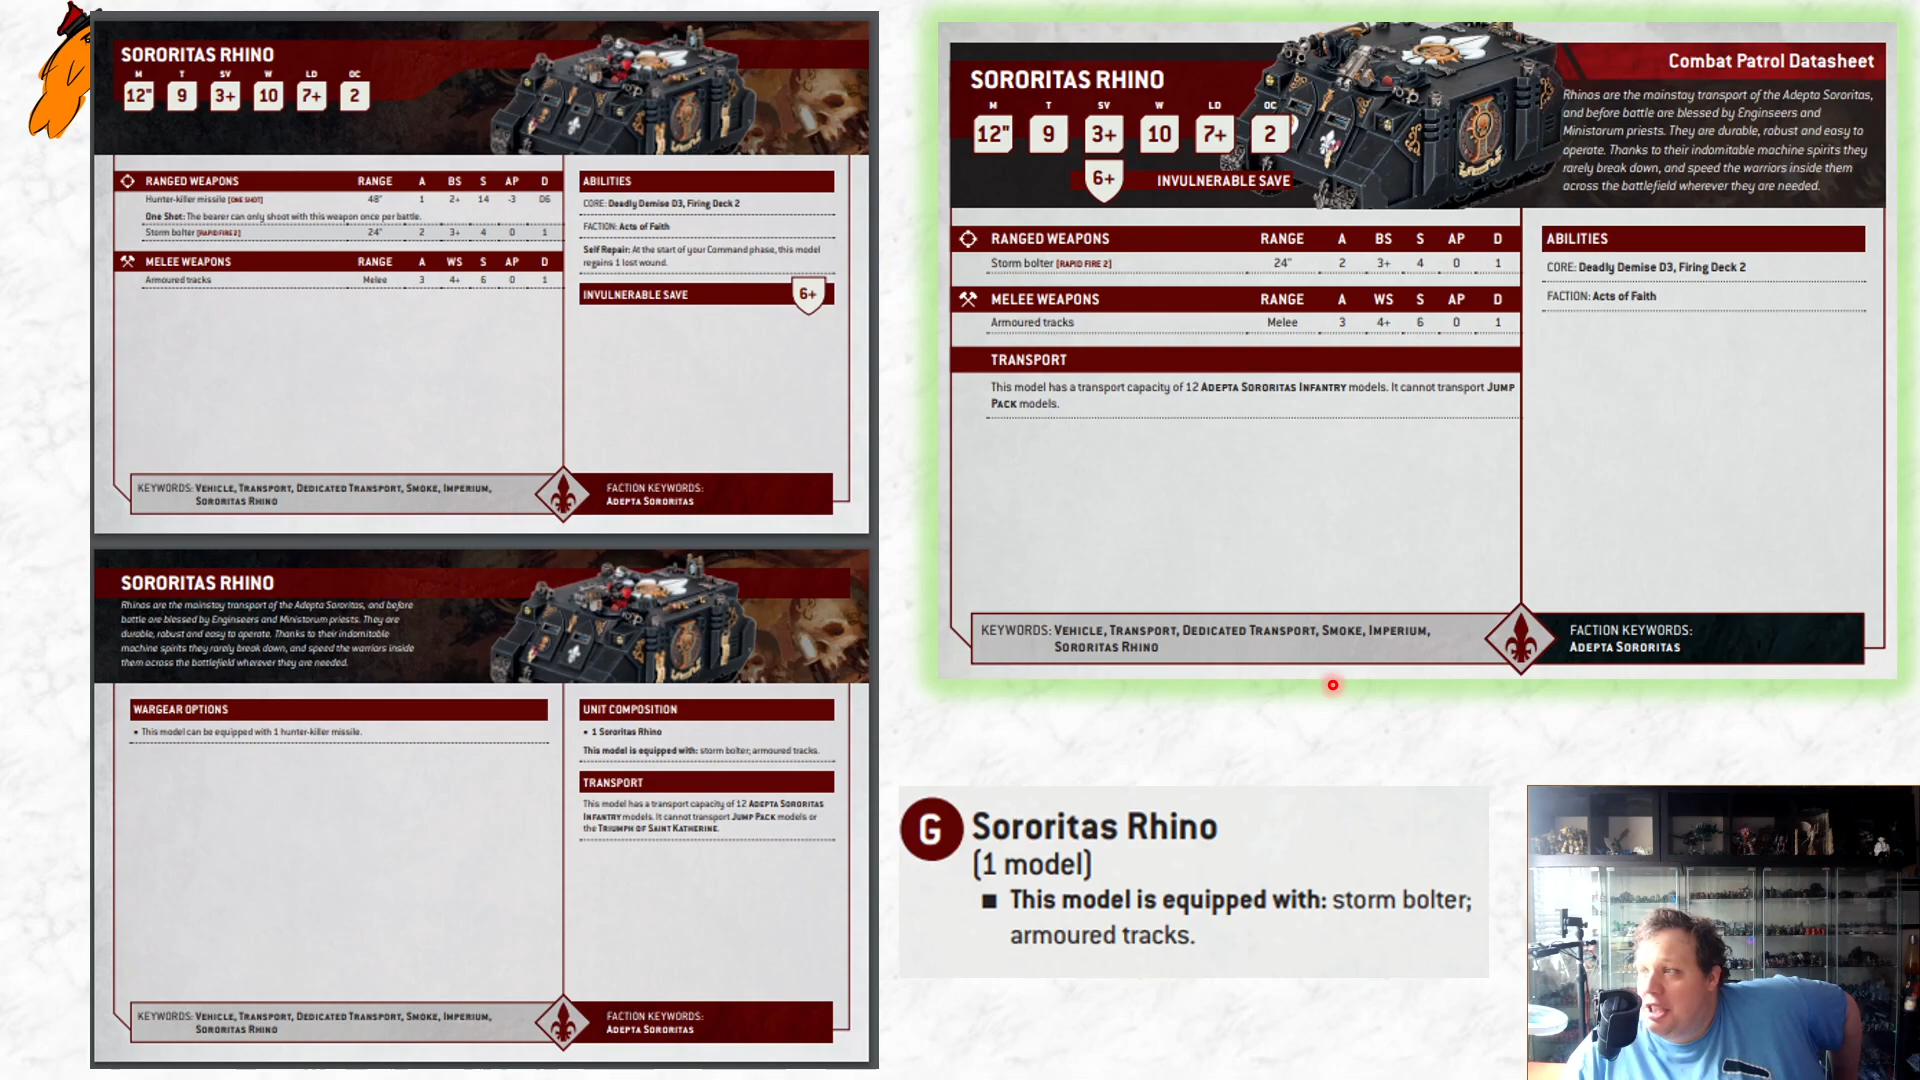 SORORITAS RHINO
M T SV W LD OC
12" 9 3+ 10 7+ 2
RANGED WEAPONS RANGE A BS S AP D
Hunter-killer missile [ONE SHOT] 48" 1 2+ 14 -3 D6
One Shot: The bearer can only shoot with this weapon once per battle.
Storm bolter [RAPID FIRE 2] 24" 2 3+ 4 0 1
MELEE WEAPONS RANGE A WS S AP D
Armoured tracks Melee 3 4+ 6 0 1
ABILITIES
CORE: Deadly Demise D3, Firing Deck 2
FACTION: Acts of Faith
Self Repair: At the start of your Command phase, this model
regains 1 lost wound.
INVULNERABLE SAVE 6+
KEYWORDS: VEHICLE, TRANSPORT, DEDICATED TRANSPORT, SMOKE, IMPERIUM,
SORORITAS RHINO
FACTION KEYWORDS:
ADEPTA SORORITAS
SORORITAS RHINO
Rhinos are the mainstay transport of the Adepta Sororitas, and before
battle are blessed by Enginseers and Ministorum priests. They are
durable, robust and easy to operate. Thanks to their indomitable
machine spirits they rarely break down, and speed the warriors inside
them across the battlefield wherever they are needed.
WARGEAR OPTIONS
• This model can be equipped with 1 hunter-killer missile.
UNIT COMPOSITION
• 1 Sororitas Rhino
This model is equipped with: storm bolter; armoured tracks.
TRANSPORT
This model has a transport capacity of 12 ADEPTA SORORITAS
INFANTRY models. It cannot transport JUMP PACK models or
the TRIUMPH OF SAINT KATHERINE.
KEYWORDS: VEHICLE, TRANSPORT, DEDICATED TRANSPORT, SMOKE, IMPERIUM,
SORORITAS RHINO
FACTION KEYWORDS:
ADEPTA SORORITAS
Combat Patrol Datasheet
SORORITAS RHINO
M T SV W LD OC
12" 9 3+ 10 7+ 2
6+ INVULNERABLE SAVE
Rhinos are the mainstay transport of the Adepta Sororitas,
and before battle are blessed by Enginseers and
Ministorum priests. They are durable, robust and easy to
operate. Thanks to their indomitable machine spirits they
rarely break down, and speed the warriors inside them
across the battlefield wherever they are needed.
RANGED WEAPONS RANGE A BS S AP D
Storm bolter [RAPID FIRE 2] 24" 2 3+ 4 0 1
MELEE WEAPONS RANGE A WS S AP D
Armoured tracks Melee 3 4+ 6 0 1
TRANSPORT
This model has a transport capacity of 12 ADEPTA SORORITAS INFANTRY models. It cannot transport JUMP
PACK models.
ABILITIES
CORE: Deadly Demise D3, Firing Deck 2
FACTION: Acts of Faith
KEYWORDS: VEHICLE, TRANSPORT, DEDICATED TRANSPORT, SMOKE, IMPERIUM,
SORORITAS RHINO
FACTION KEYWORDS:
ADEPTA SORORITAS
G Sororitas Rhino
(1 model)
■ This model is equipped with: storm bolter;
armoured tracks.